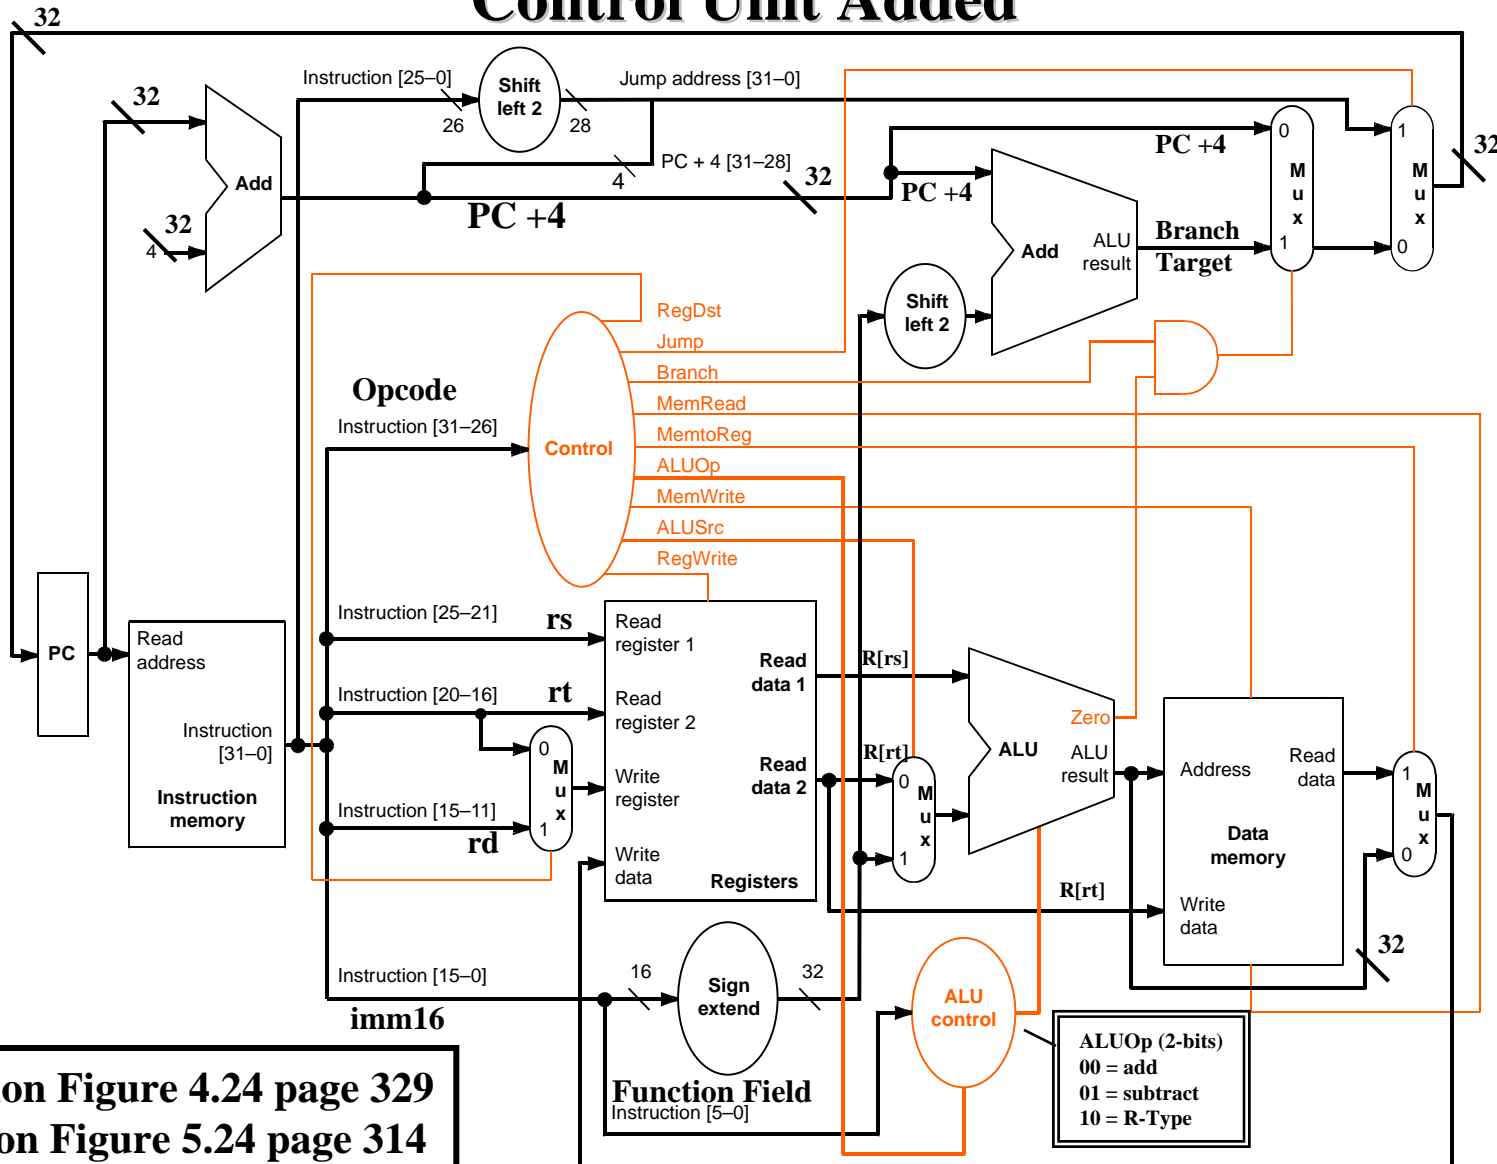 Control Unit Added
32
Instruction [25–0]
Shift
left 2
Jump address [31–0]
26
28
32
PC + 4 [31–28]
4
32
PC +4
Add
32
4
PC +4
PC +4
0
M
u
x
1
1
M
u
x
0
32
Add
ALU
result
Branch
Target
Shift
left 2
RegDst
Jump
Branch
MemRead
MemtoReg
ALUOp
MemWrite
ALUSrc
RegWrite
Control
Opcode
Instruction [31–26]
PC
Read
address
Instruction
[31–0]
Instruction
memory
Instruction [25–21]
rs
Instruction [20–16]
rt
Instruction [15–11]
rd
0
M
u
x
1
Read
register 1
Read
register 2
Write
register
Write
data
Read
data 1
Read
data 2
Registers
R[rs]
R[rt]
0
M
u
x
1
Zero
ALU
ALU
result
Address
Read
data
Data
memory
Write
data
R[rt]
1
M
u
x
0
32
Instruction [15–0]
imm16
16
Sign
extend
32
ALU
control
Function Field
Instruction [5–0]
ALUOp (2-bits)
00 = add
01 = subtract
10 = R-Type
Figure 4.24 page 329
Figure 5.24 page 314